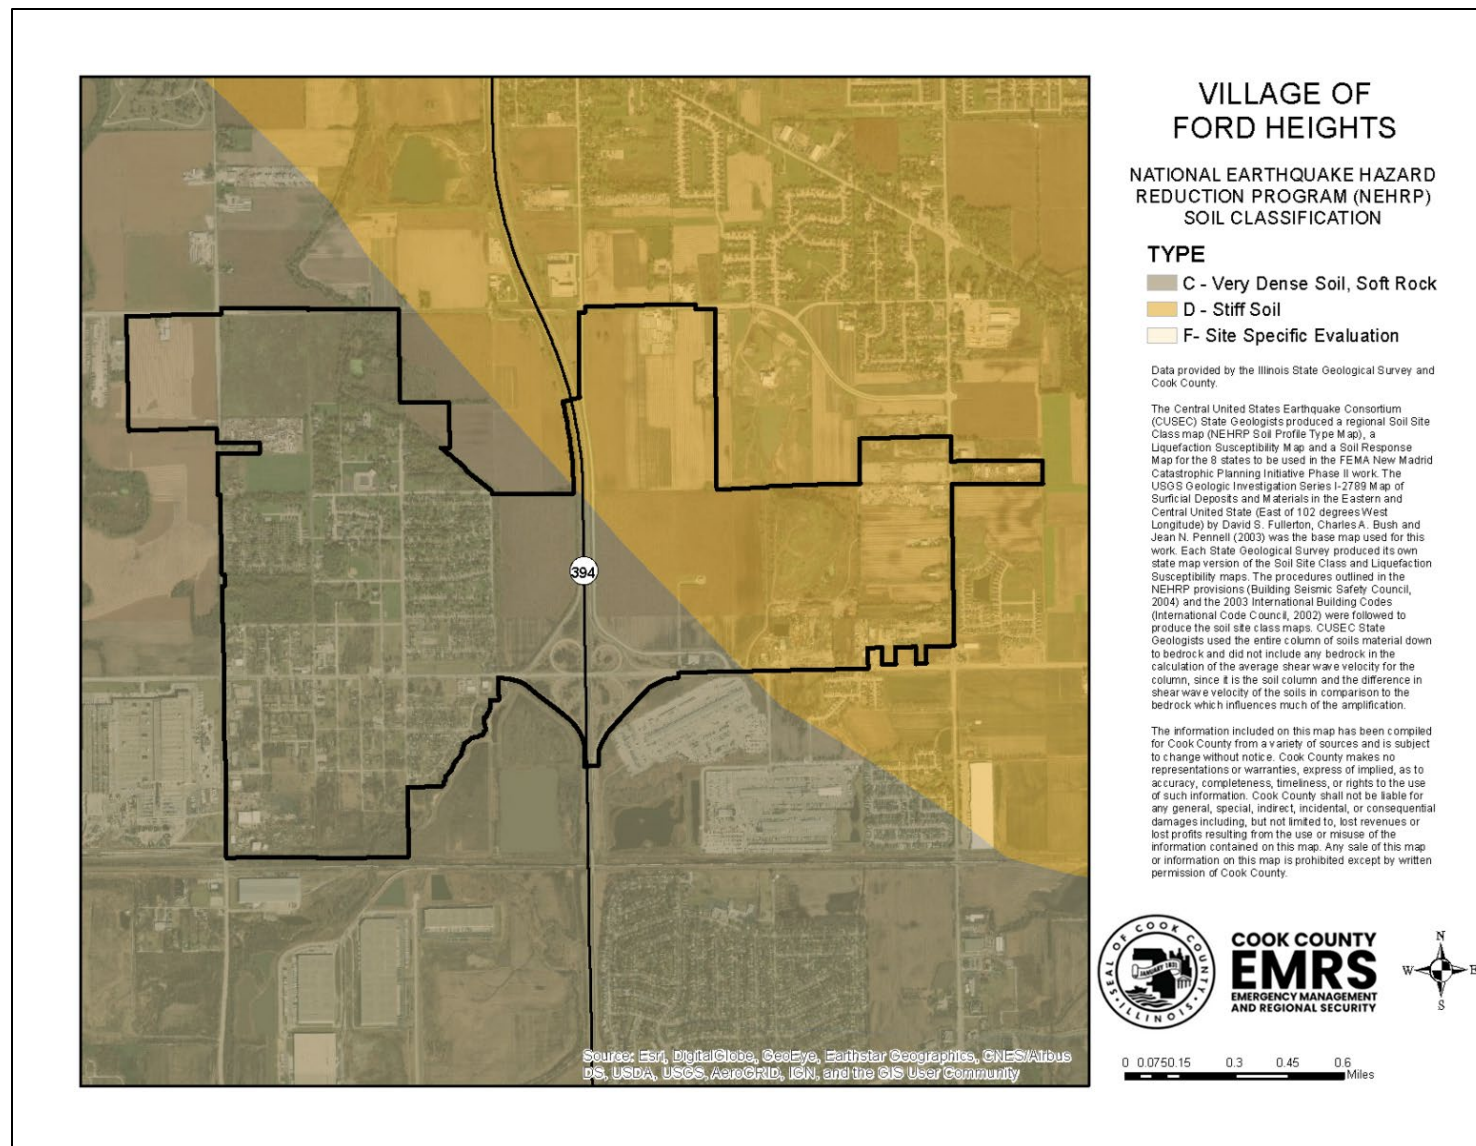 VILLAGE OF
FORD HEIGHTS
NATIONAL EARTHQUAKE HAZARD
REDUCTION PROGRAM (NEHRP)
SOIL CLASSIFICATION
TYPE
C - Very Dense Soil, Soft Rock
D - Stiff Soil
F- Site Specific Evaluation
Data provided by the Illinois State Geological Survey and
Cook County.
The Central United States Earthquake Consortium
(CUSEC) State Geologists produced a regional Soil Site
Class map (NEHRP Soil Profile Type Map), a
Liquefaction Susceptibility Map and a Soil Response
Map for the 8 states to be used in the FEMA New Madrid
Catastrophic Planning Initiative Phase II work. The
USGS Geologic Investigation Series I-2789 Map of
Surficial Deposits and Materials in the Eastern and
Central United State (East of 102 degrees West
Longitude) by David S. Fullerton, Charles A. Bush and
Jean N. Pennell (2003) was the base map used for this
work. Each State Geological Survey produced its own
state map version of the Soil Site Class and Liquefaction
Susceptibility maps. The procedures outlined in the
NEHRP provisions (Building Seismic Safety Council,
2004) and the 2003 International Building Codes
(International Code Council, 2002) were followed to
produce the soil site class maps. CUSEC State
Geologists used the entire column of soils material down
to bedrock and did not include any bedrock in the
calculation of the average shear wave velocity for the
column, since it is the soil column and the difference in
shear wave velocity of the soils in comparison to the
bedrock which influences much of the amplification.
The information included on this map has been compiled
for Cook County from a variety of sources and is subject
to change without notice. Cook County makes no
representations or warranties, express of implied, as to
accuracy, completeness, timeliness, or rights to the use
of such information. Cook County shall not be liable for
any general, special, indirect, incidental, or consequential
damages including, but not limited to, lost revenues or
lost profits resulting from the use or misuse of the
information contained on this map. Any sale of this map
or information on this map is prohibited except by written
permission of Cook County.
394
SEAL OF COOK COUNTY
JANUARY 1831
ILLINOIS
COOK COUNTY
EMRS
EMERGENCY MANAGEMENT
AND REGIONAL SECURITY
N
W E
S
0 0.0750.15 0.3 0.45 0.6
Miles
Source: Esri, DigitalGlobe, GeoEye, Earthstar Geographics, CNES/Airbus
DS, USDA, USGS, AeroGRID, IGN, and the GIS User Community